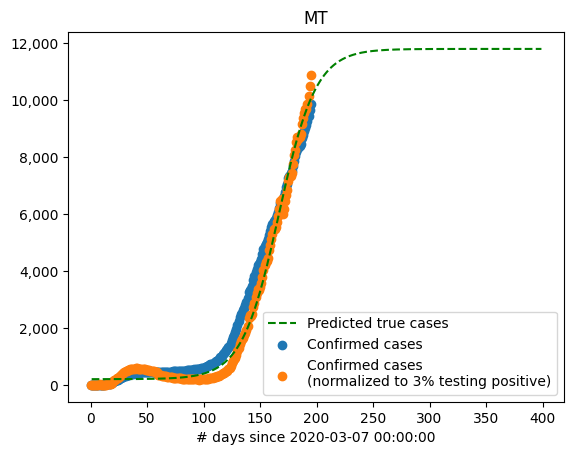 MT
12,000
10,000
8,000
6,000
4,000
2,000
0
Predicted true cases
Confirmed cases
Confirmed cases
(normalized to 3% testing positive)
0 50 100 150 200 250 300 350 400
# days since 2020-03-07 00:00:00